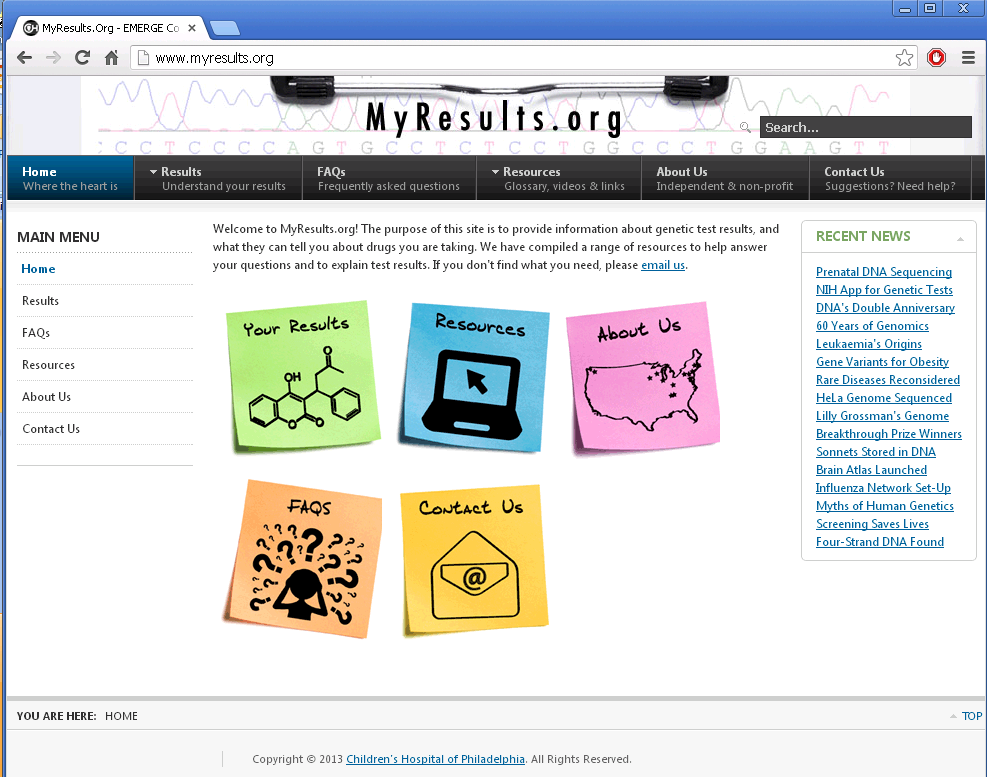 MyResults.Org - EMERGE Co
www.myresults.org
MyResults.org
C C T C C C C A G T G C C T C T C C T G G C C C T G G A A G T T
Search...
Home
Where the heart is
Results
Understand your results
FAQs
Frequently asked questions
Resources
Glossary, videos & links
About Us
Independent & non-profit
Contact Us
Suggestions? Need help?
MAIN MENU
Home
Results
FAQs
Resources
About Us
Contact Us
Welcome to MyResults.org! The purpose of this site is to provide information about genetic test results, and
what they can tell you about drugs you are taking. We have compiled a range of resources to help answer
your questions and to explain test results. If you don't find what you need, please email us.
Your Results
OH
O
O
O
Resources
About Us
FAQS
? ? ? ? ? ? ? ? ? ? ? ? ? ? ? ?
Contact Us
@
RECENT NEWS
Prenatal DNA Sequencing
NIH App for Genetic Tests
DNA's Double Anniversary
60 Years of Genomics
Leukaemia's Origins
Gene Variants for Obesity
Rare Diseases Reconsidered
HeLa Genome Sequenced
Lilly Grossman's Genome
Breakthrough Prize Winners
Sonnets Stored in DNA
Brain Atlas Launched
Influenza Network Set-Up
Myths of Human Genetics
Screening Saves Lives
Four-Strand DNA Found
YOU ARE HERE: HOME
TOP
Copyright © 2013 Children's Hospital of Philadelphia. All Rights Reserved.